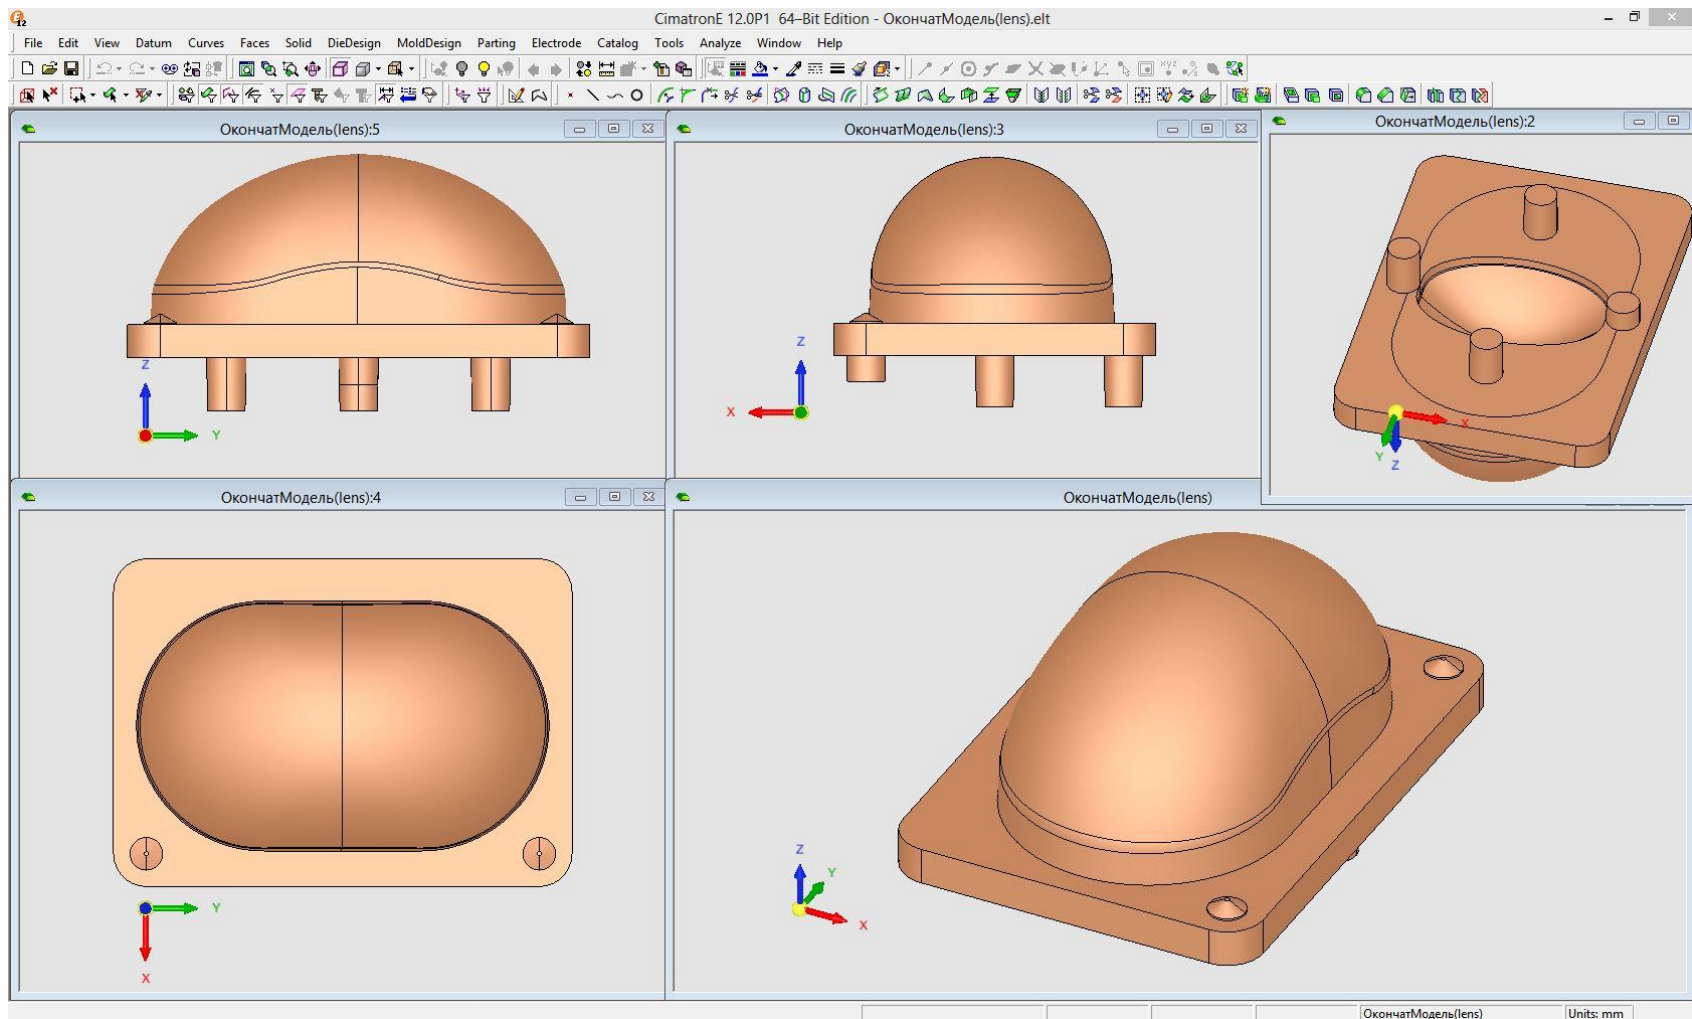 CimatronE 12.0P1 64-Bit Edition - ОкончатМодель(lens).elt
File Edit View Datum Curves Faces Solid DieDesign MoldDesign Parting Electrode Catalog Tools Analyze Window Help
ОкончатМодель(lens):5
Z
Y
ОкончатМодель(lens):3
Z
X
ОкончатМодель(lens):2
X
Y
Z
ОкончатМодель(lens):4
Y
X
ОкончатМодель(lens)
Z
Y
X
ОкончатМодель(lens)
Units: mm